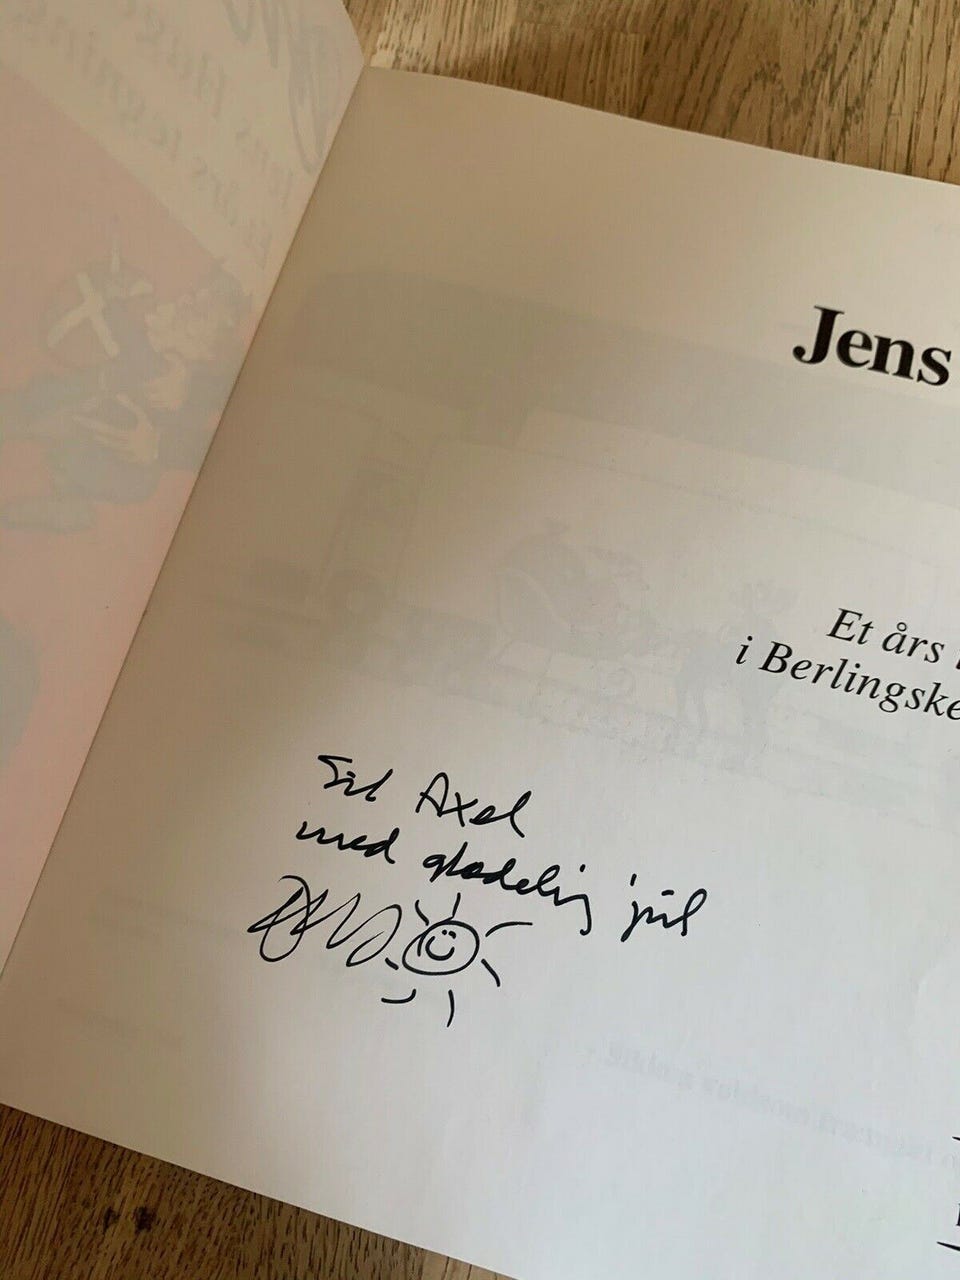 Jens
Et års
i Berlingske
Til Axel
med glædelig jul